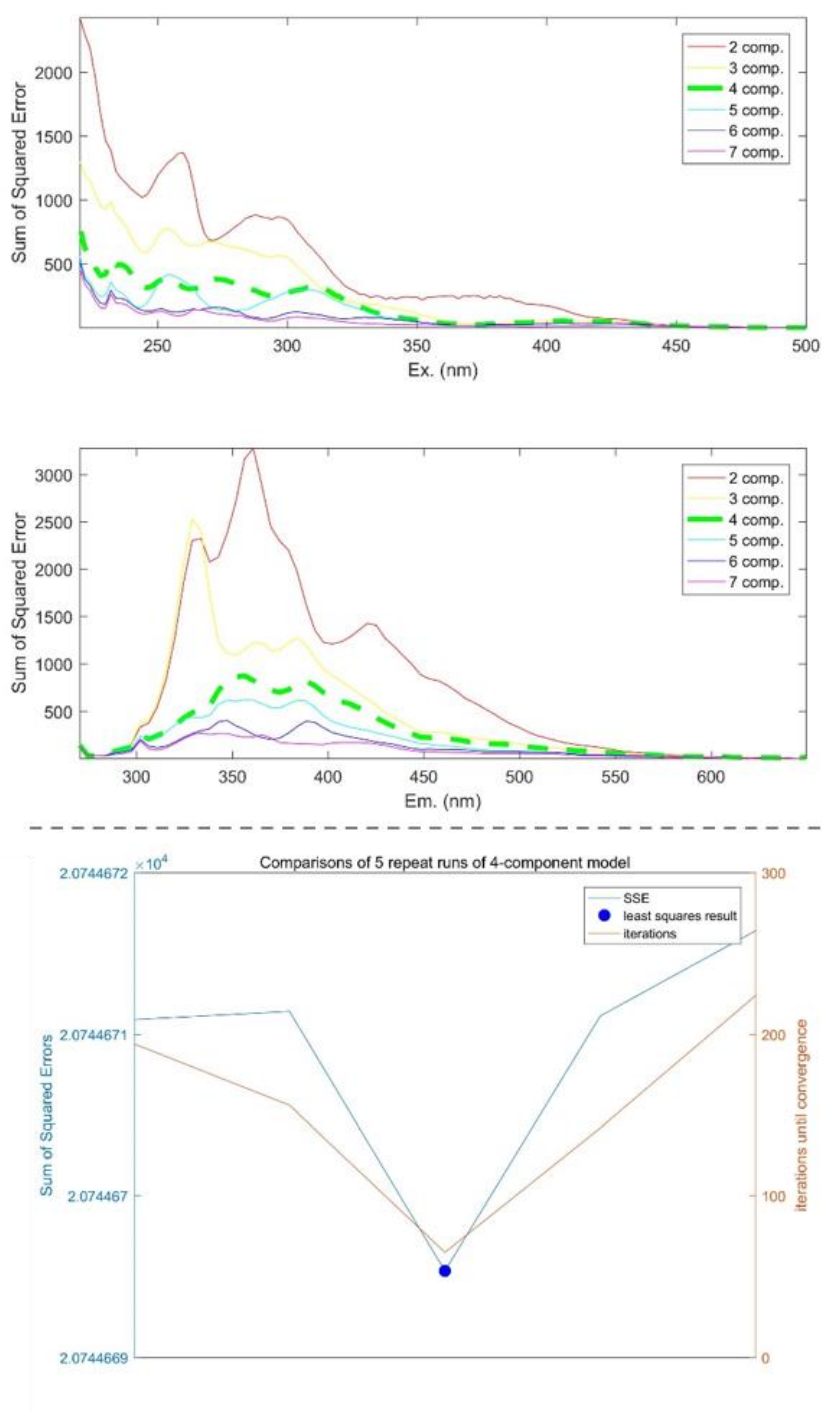 Sum of Squared Error
2000
1500
1000
500
2 comp.
3 comp.
4 comp.
5 comp.
6 comp.
7 comp.
250 300 350 400 450 500
Ex. (nm)
Sum of Squared Error
3000
2500
2000
1500
1000
500
2 comp.
3 comp.
4 comp.
5 comp.
6 comp.
7 comp.
300 350 400 450 500 550 600
Em. (nm)
Comparisons of 5 repeat runs of 4-component model
×10⁴
Sum of Squared Errors
2.0744672
2.0744671
2.074467
2.0744669
SSE
least squares result
iterations
300
200
100
0
iterations until convergence